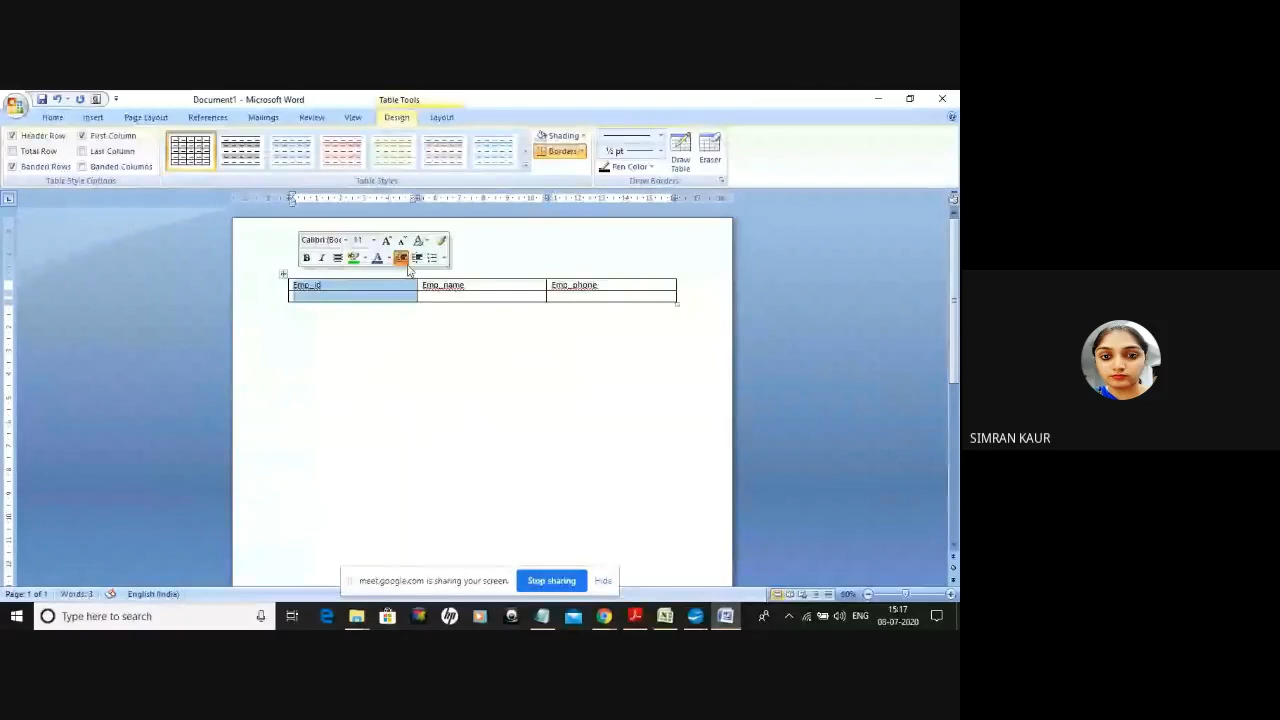 Document1 - Microsoft Word
Table Tools
Home Insert Page Layout References Mailings Review View Design Layout
Header Row First Column
Total Row Last Column
Banded Rows Banded Columns
Table Style Options
Table Styles
Shading
Borders
½ pt
Pen Color
Draw Table
Eraser
Draw Borders
Calibri (Boc 11
Emp_id Emp_name Emp_phone
SIMRAN KAUR
meet.google.com is sharing your screen.
Stop sharing
Hide
Page: 1 of 1 Words: 3 English (India)
Type here to search
ENG
15:17
08-07-2020